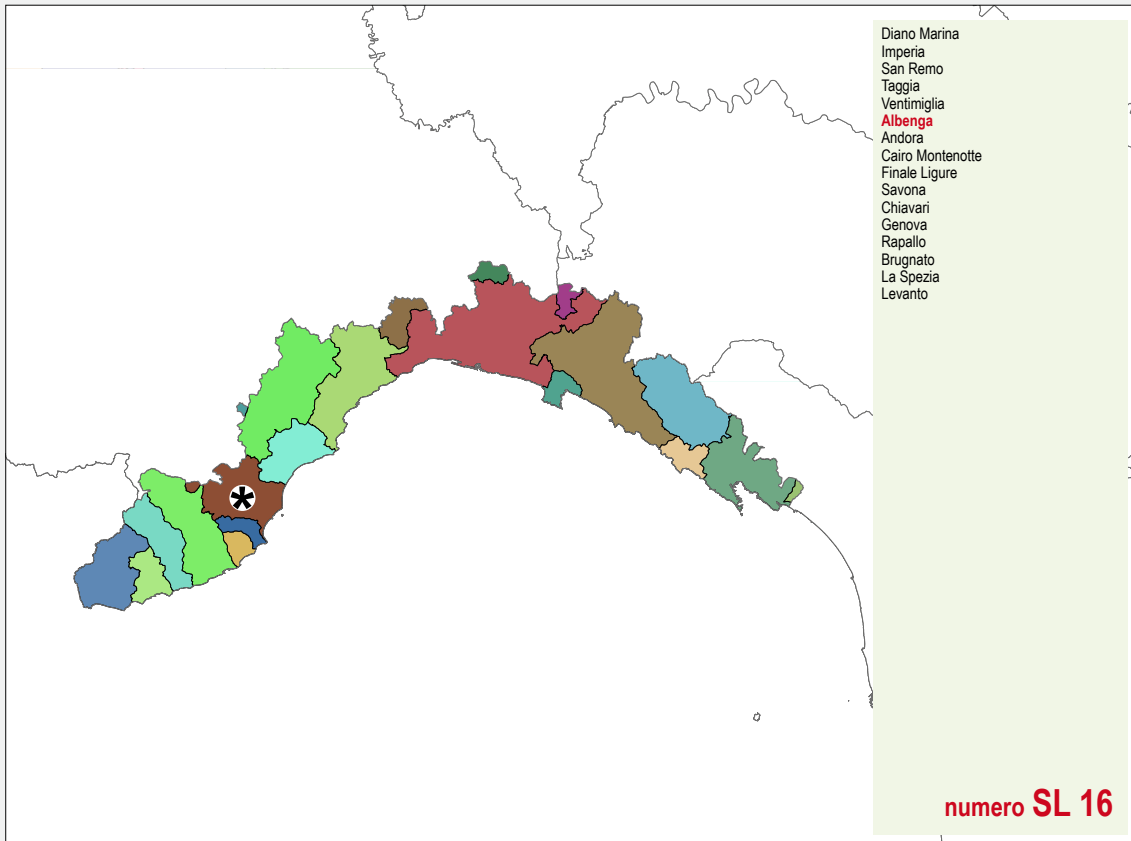 Diano Marina
Imperia
San Remo
Taggia
Ventimiglia
Albenga
Andora
Cairo Montenotte
Finale Ligure
Savona
Chiavari
Genova
Rapallo
Brugnato
La Spezia
Levanto
numero SL 16